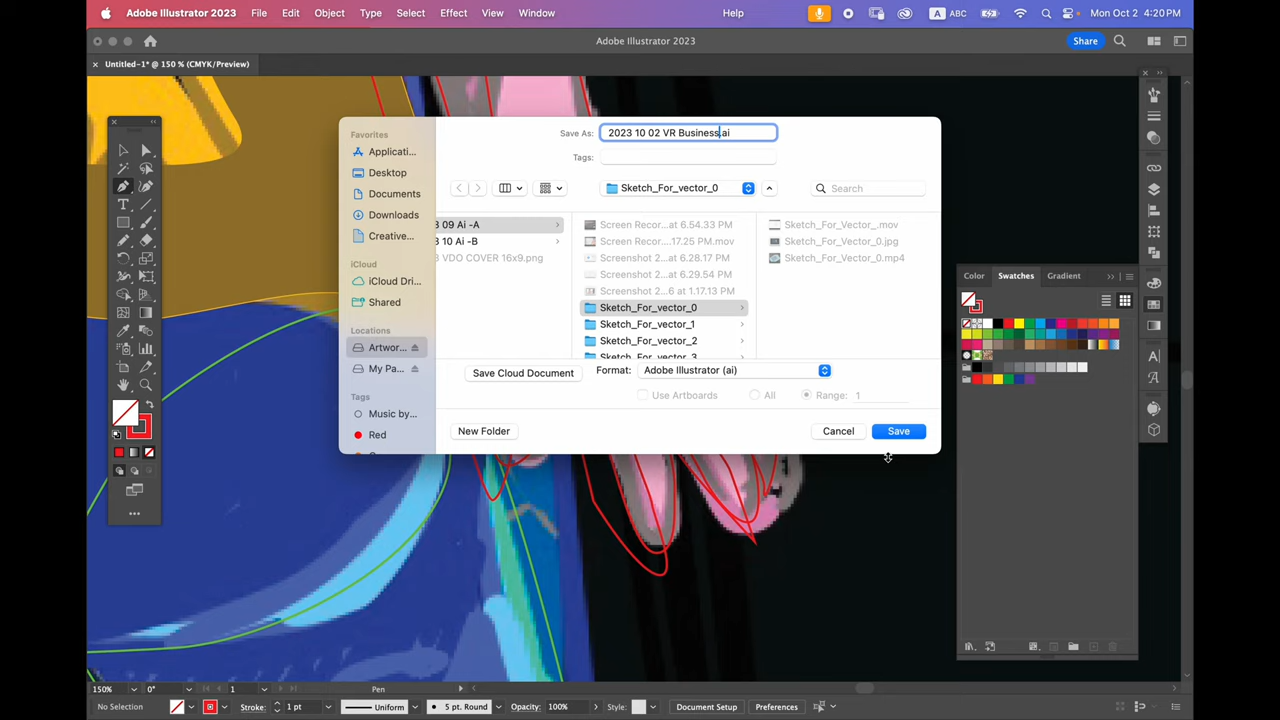 Adobe Illustrator 2023 File Edit Object Type Select Effect View Window Help A ABC Mon Oct 2 4:20 PM
Adobe Illustrator 2023 Share
× Untitled-1* @ 150 % (CMYK/Preview)
Favorites
Applicati...
Desktop
Documents
Downloads
Creative...
iCloud
iCloud Dri...
Shared
Locations
Artwor...
My Pa...
Tags
Music by...
Red
Save As: 2023 10 02 VR Business.ai
Tags:
Sketch_For_vector_0 Search
3 09 Ai -A
3 10 Ai -B
3 VDO COVER 16x9.png
Screen Recor...at 6.54.33 PM
Screen Recor....17.25 PM.mov
Screenshot 2...at 6.28.17 PM
Screenshot 2...at 6.29.54 PM
Screenshot 2...6 at 1.17.13 PM
Sketch_For_vector_0
Sketch_For_vector_1
Sketch_For_vector_2
Sketch_For_vector_3
Sketch_For_Vector_.mov
Sketch_For_Vector_0.jpg
Sketch_For_Vector_0.mp4
Save Cloud Document Format: Adobe Illustrator (ai)
Use Artboards All Range: 1
New Folder Cancel Save
Color Swatches Gradient
150% 0° 1 Pen
No Selection Stroke: 1 pt Uniform 5 pt. Round Opacity: 100% Style: Document Setup Preferences